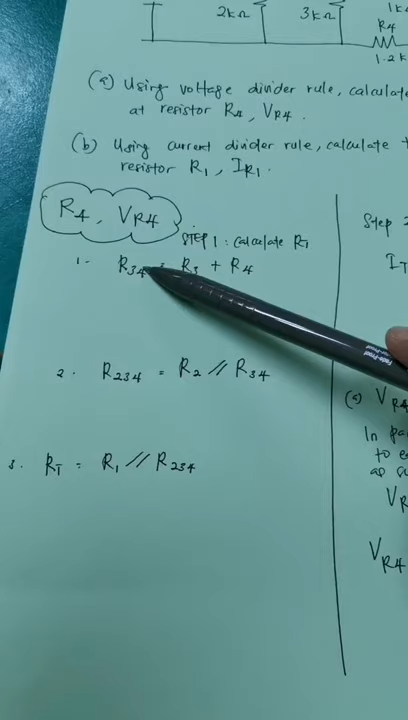 2kΩ 3kΩ
R4
1.2k
(a) Using voltage divider rule, calculate
at resistor R4, VR4.
(b) Using current divider rule, calculate
resistor R1, IR1.
R4, VR4
STEP 1 : Calculate RT
1. R34 = R3 + R4
2. R234 = R2 // R34
3. RT = R1 // R234
Step
IT
(a) VR4
In pa
to e
as su
VR
VR4